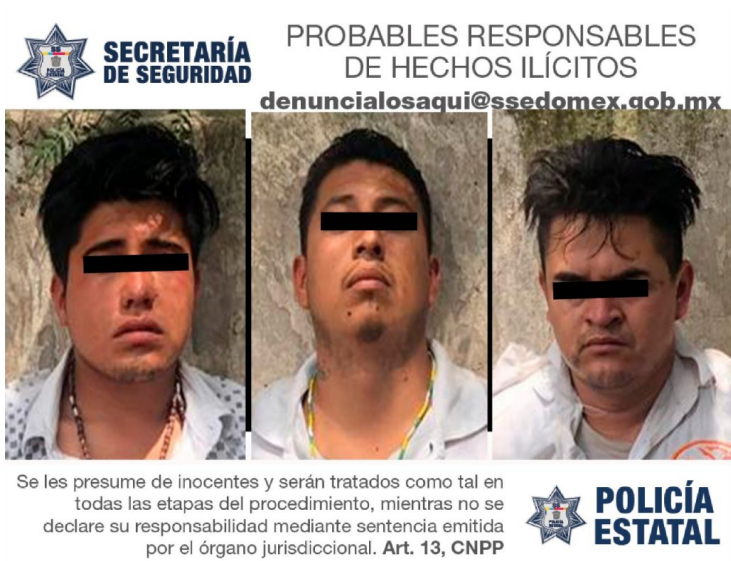 SECRETARÍA
DE SEGURIDAD
PROBABLES RESPONSABLES
DE HECHOS ILÍCITOS
denuncialosaqui@ssedomex.gob.mx
Se les presume de inocentes y serán tratados como tal en
todas las etapas del procedimiento, mientras no se
declare su responsabilidad mediante sentencia emitida
por el órgano jurisdiccional. Art. 13, CNPP
POLICÍA
ESTATAL